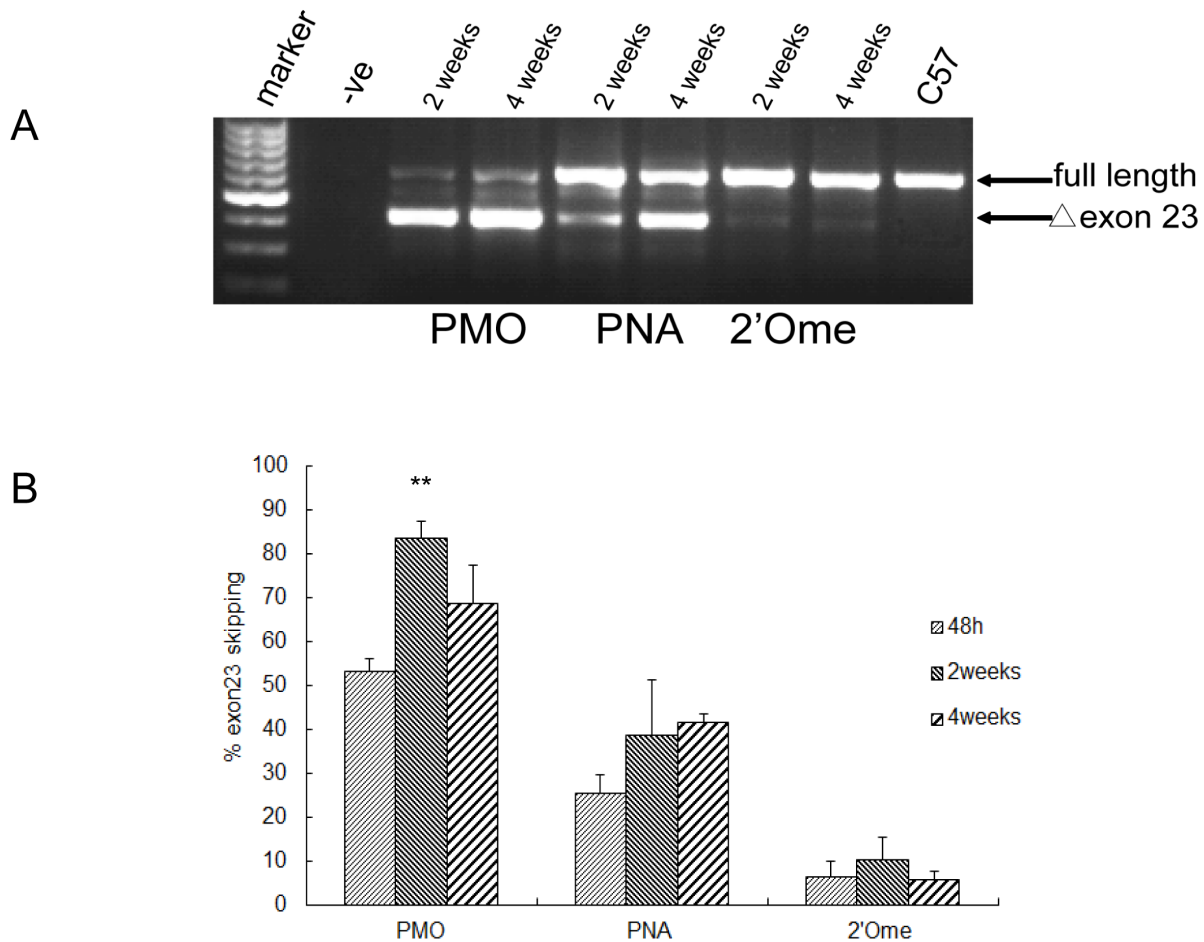 A
marker
-ve
2 weeks
4 weeks
2 weeks
4 weeks
2 weeks
4 weeks
C57
full length
△ exon 23
PMO
PNA
2'Ome
B
% exon23 skipping
100
90
80
70
60
50
40
30
20
10
0
**
48h
2weeks
4weeks
PMO
PNA
2'Ome